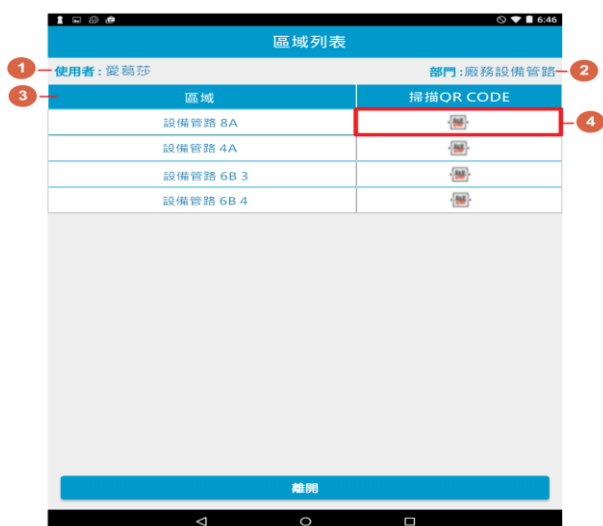 6:46
區域列表
1 使用者：愛葛莎 部門：廠務設備管路 2
3 區域 掃描QR CODE
設備管路 8A 4
設備管路 4A
設備管路 6B 3
設備管路 6B 4
離開